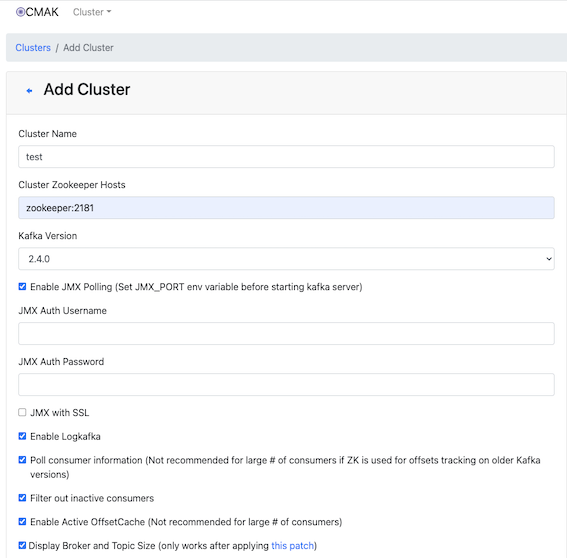 CMAK Cluster
Clusters / Add Cluster
Add Cluster
Cluster Name
test
Cluster Zookeeper Hosts
zookeeper:2181
Kafka Version
2.4.0
Enable JMX Polling (Set JMX_PORT env variable before starting kafka server)
JMX Auth Username
JMX Auth Password
JMX with SSL
Enable Logkafka
Poll consumer information (Not recommended for large # of consumers if ZK is used for offsets tracking on older Kafka
versions)
Filter out inactive consumers
Enable Active OffsetCache (Not recommended for large # of consumers)
Display Broker and Topic Size (only works after applying this patch)